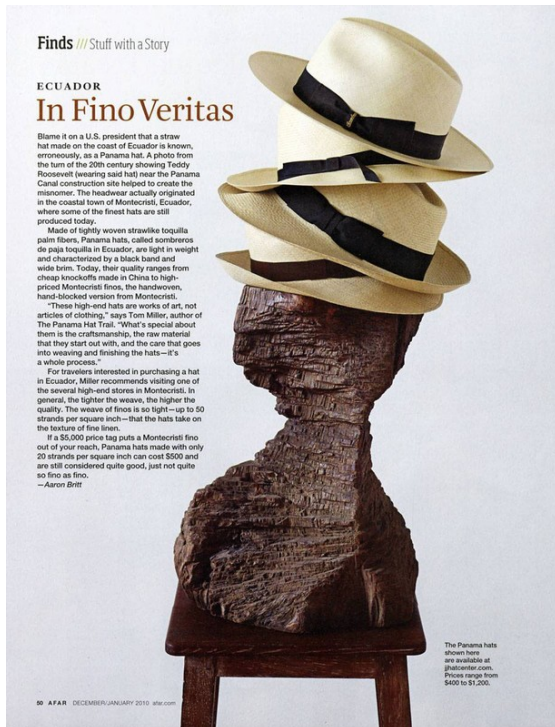 Finds /// Stuff with a Story
ECUADOR
In Fino Veritas
Blame it on a U.S. president that a straw
hat made on the coast of Ecuador is known,
erroneously, as a Panama hat. A photo from
the turn of the 20th century showing Teddy
Roosevelt (wearing said hat) near the Panama
Canal construction site helped to create the
misnomer. The headwear actually originated
in the coastal town of Montecristi, Ecuador,
where some of the finest hats are still
produced today.
Made of tightly woven strawlike toquilla
palm fibers, Panama hats, called sombreros
de paja toquilla in Ecuador, are light in weight
and characterized by a black band and
wide brim. Today, their quality ranges from
cheap knockoffs made in China to high-
priced Montecristi finos, the handwoven,
hand-blocked version from Montecristi.
"These high-end hats are works of art, not
articles of clothing," says Tom Miller, author of
The Panama Hat Trail. "What's special about
them is the craftsmanship, the raw material
that they start out with, and the care that goes
into weaving and finishing the hats—it's
a whole process."
For travelers interested in purchasing a hat
in Ecuador, Miller recommends visiting one of
the several high-end stores in Montecristi. In
general, the tighter the weave, the higher the
quality. The weave of finos is so tight—up to 50
strands per square inch—that the hats take on
the texture of fine linen.
If a $5,000 price tag puts a Montecristi fino
out of your reach, Panama hats made with only
20 strands per square inch can cost $500 and
are still considered quite good, just not quite
so fino as fino.
—Aaron Britt
The Panama hats
shown here
are available at
jjhatcenter.com.
Prices range from
$400 to $1,200.
50 AFAR DECEMBER/JANUARY 2010 afar.com